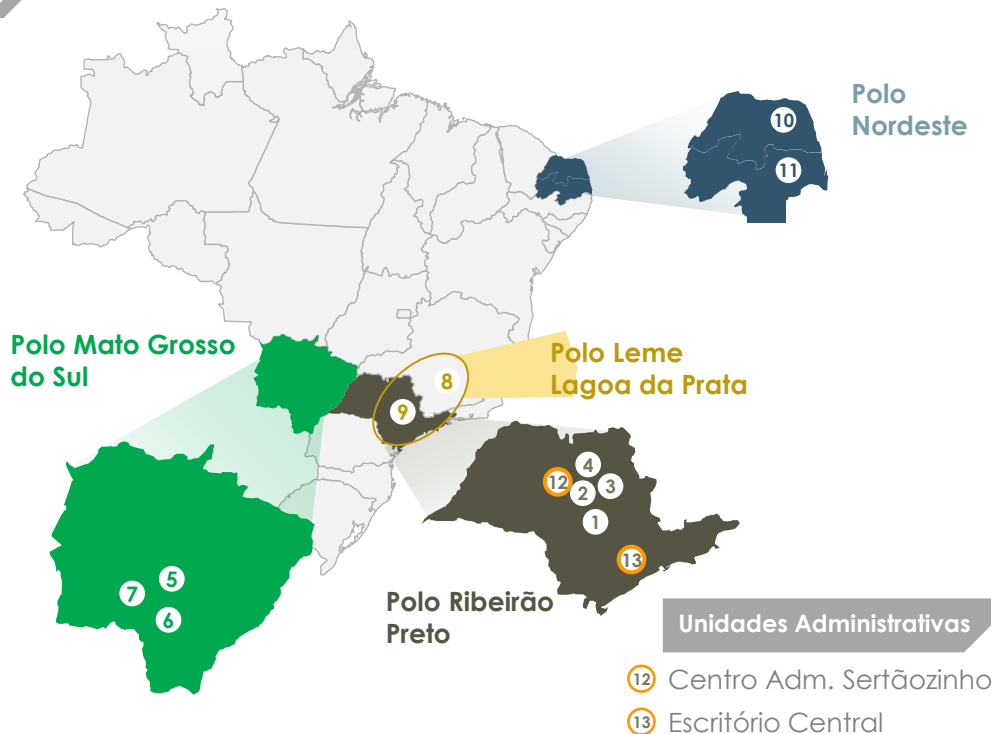 Polo
Nordeste
10
11
Polo Mato Grosso
do Sul
Polo Leme
Lagoa da Prata
8
9
4
12
2
3
1
13
5
7
6
Polo Ribeirão
Preto
Unidades Administrativas
12 Centro Adm. Sertãozinho
13 Escritório Central